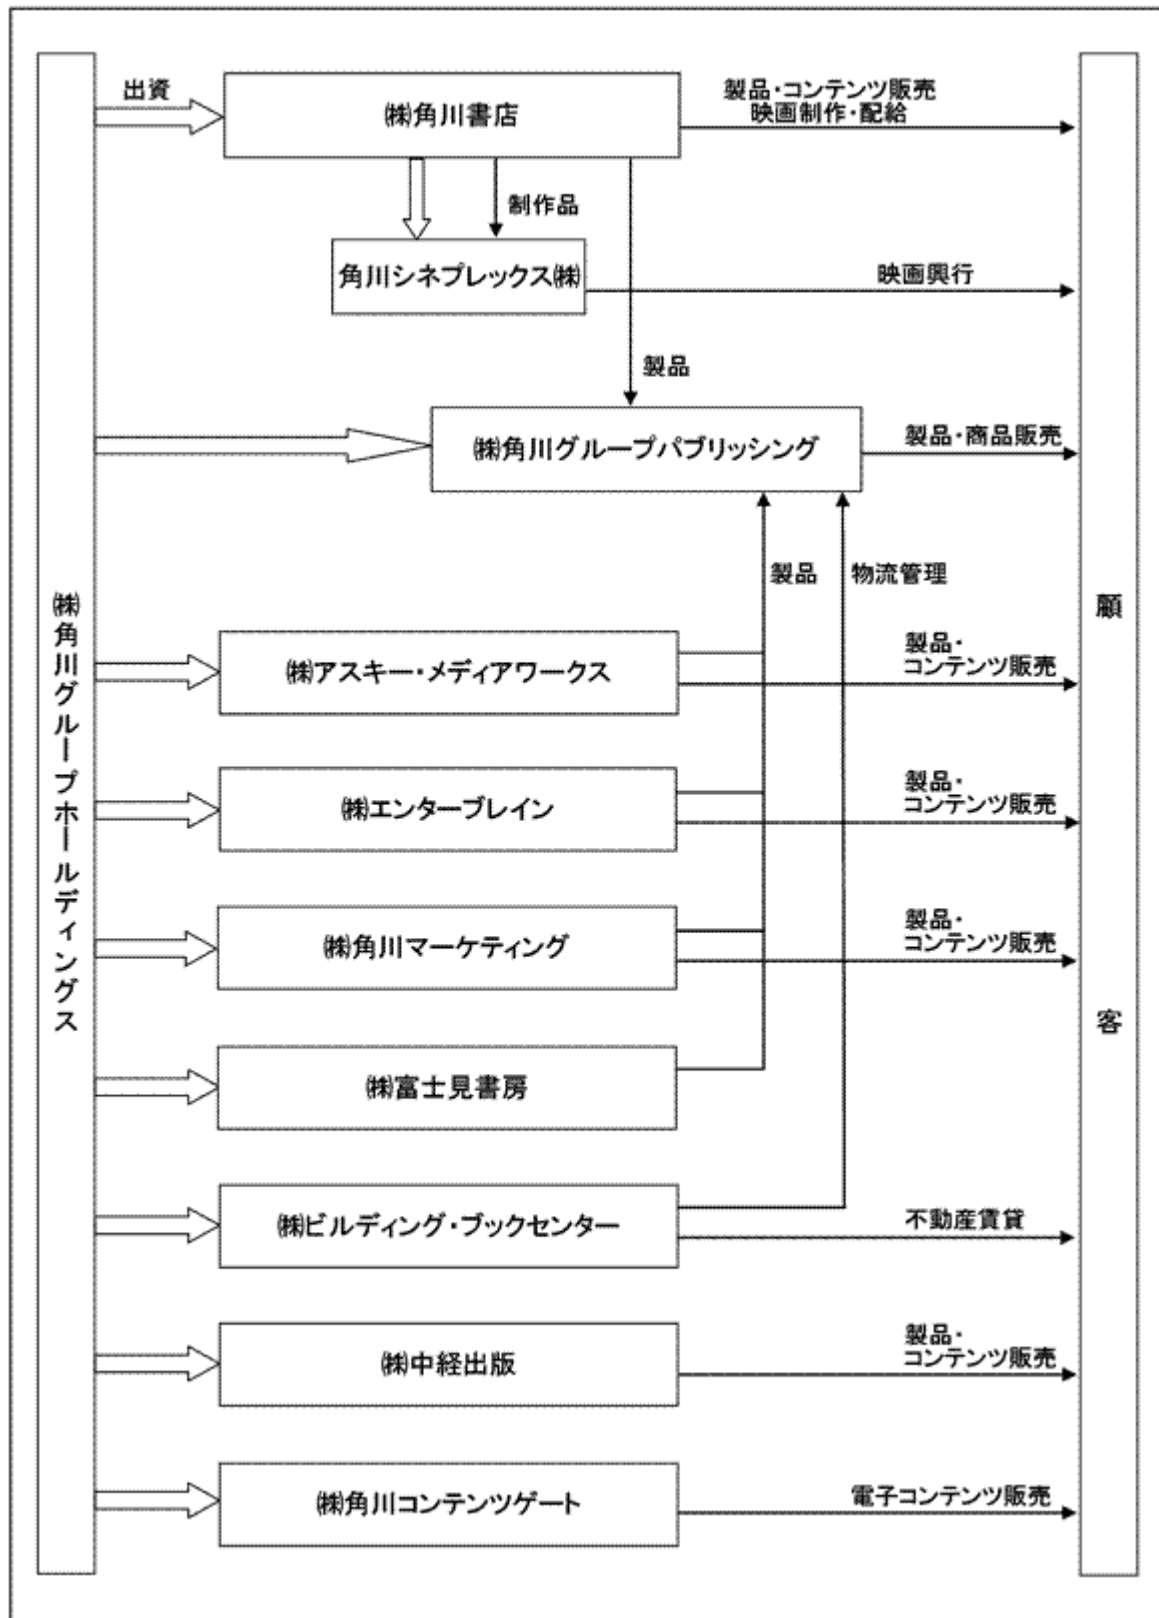 出資
㈱角川書店
製品・コンテンツ販売
映画制作・配給
制作品
角川シネプレックス㈱
映画興行
製品
㈱角川グループパブリッシング
製品・商品販売
製品
物流管理
㈱角川グループホールディングス
顧客
㈱アスキー・メディアワークス
製品・
コンテンツ販売
㈱エンターブレイン
製品・
コンテンツ販売
㈱角川マーケティング
製品・
コンテンツ販売
㈱富士見書房
㈱ビルディング・ブックセンター
不動産賃貸
㈱中経出版
製品・
コンテンツ販売
㈱角川コンテンツゲート
電子コンテンツ販売